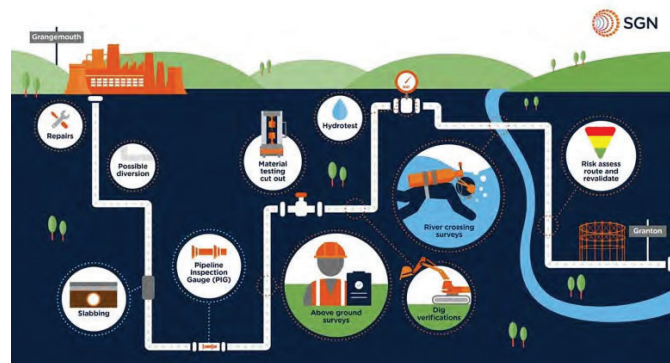 SGN
Grangemouth
Repairs
Possible
diversion
Material
testing
cut out
Hydrotest
River crossing
surveys
Risk assess
route and
revalidate
Granton
Slabbing
Pipeline
Inspection
Gauge (PIG)
Above ground
surveys
Dig
verifications